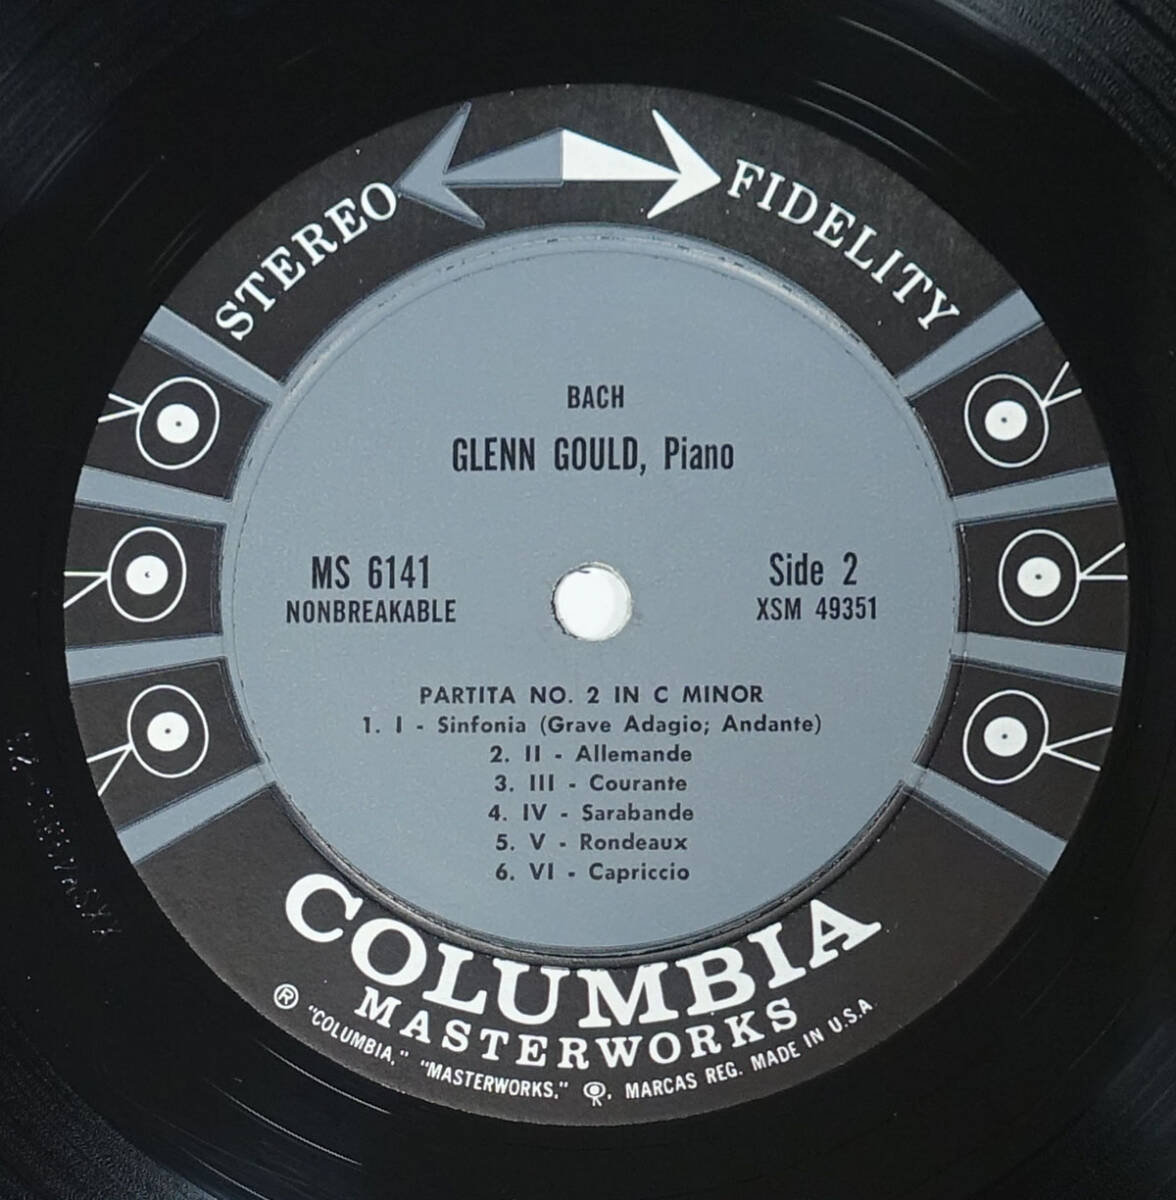 STEREO FIDELITY
BACH
GLENN GOULD, Piano
MS 6141
NONBREAKABLE
Side 2
XSM 49351
PARTITA NO. 2 IN C MINOR
1. I - Sinfonia (Grave Adagio; Andante)
2. II - Allemande
3. III - Courante
4. IV - Sarabande
5. V - Rondeaux
6. VI - Capriccio
COLUMBIA
MASTERWORKS
® "COLUMBIA," "MASTERWORKS," . MARCAS REG. MADE IN U.S.A.